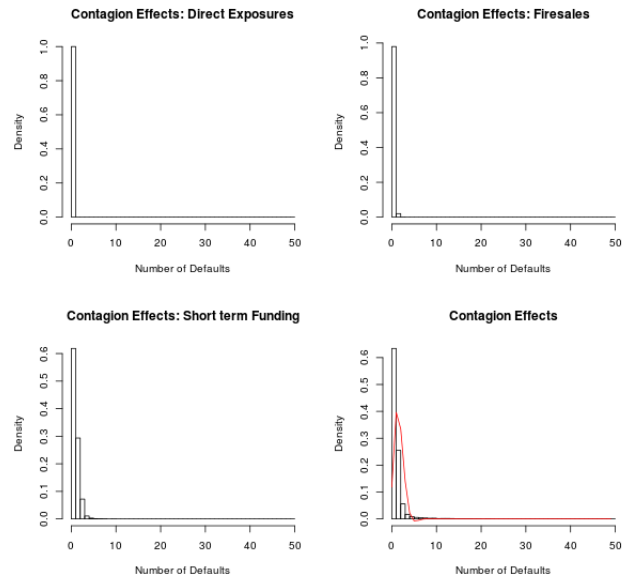 Contagion Effects: Direct Exposures
Density
0.0 0.2 0.4 0.6 0.8 1.0
0 10 20 30 40 50
Number of Defaults
Contagion Effects: Firesales
Density
0.0 0.2 0.4 0.6 0.8 1.0
0 10 20 30 40 50
Number of Defaults
Contagion Effects: Short term Funding
Density
0.0 0.1 0.2 0.3 0.4 0.5 0.6
0 10 20 30 40 50
Number of Defaults
Contagion Effects
Density
0.0 0.1 0.2 0.3 0.4 0.5 0.6
0 10 20 30 40 50
Number of Defaults